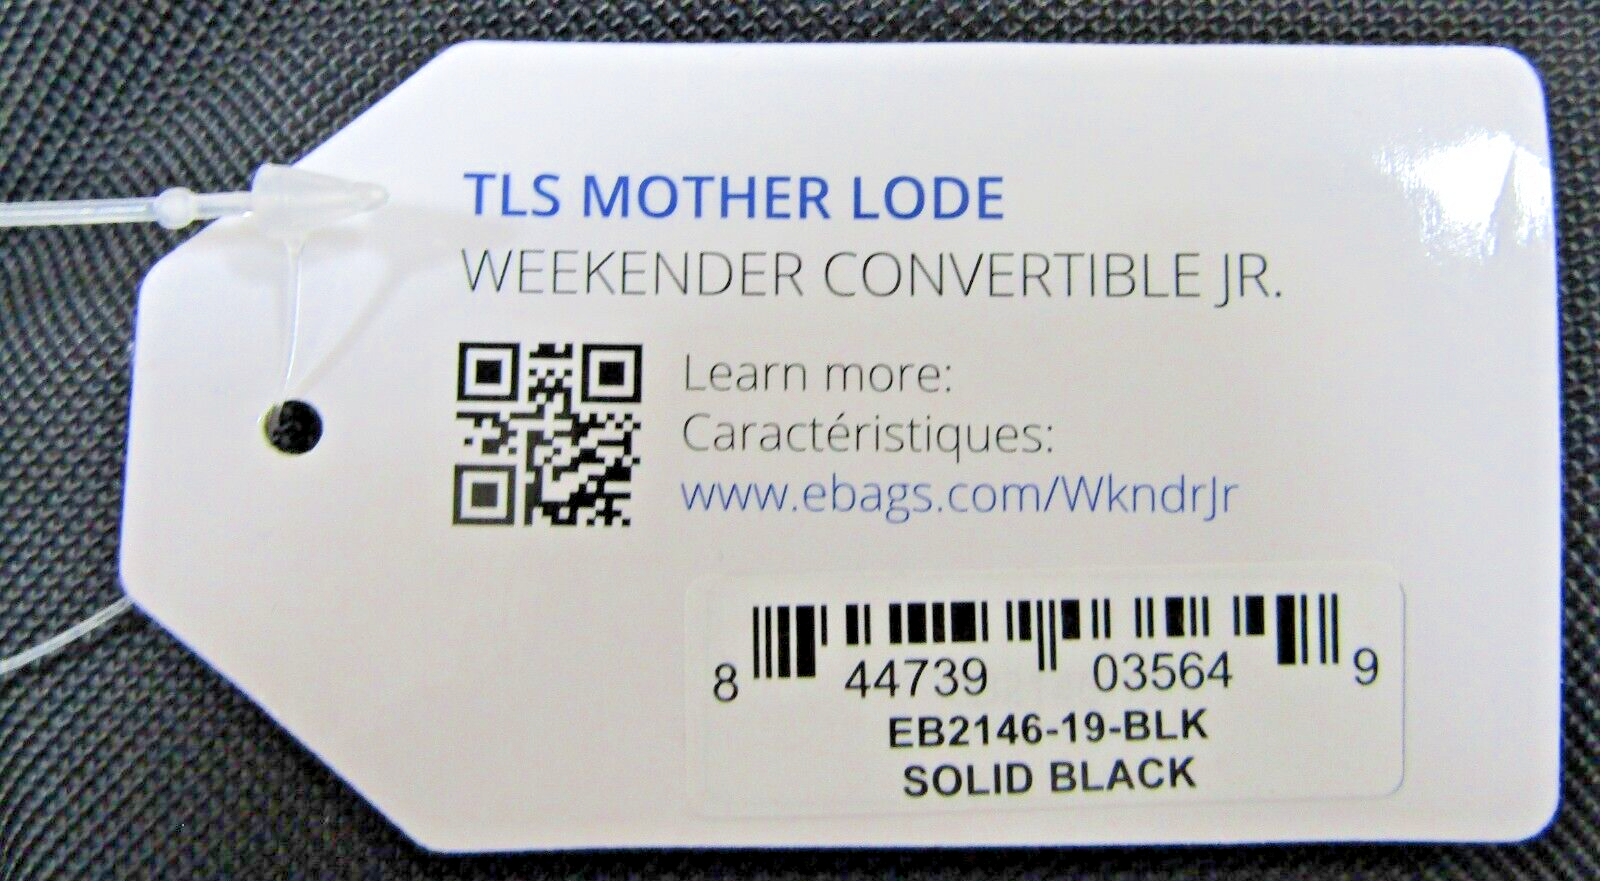 TLS MOTHER LODE
WEEKENDER CONVERTIBLE JR.
Learn more:
Caractéristiques:
www.ebags.com/WkndrJr
8 44739 03564 9
EB2146-19-BLK
SOLID BLACK